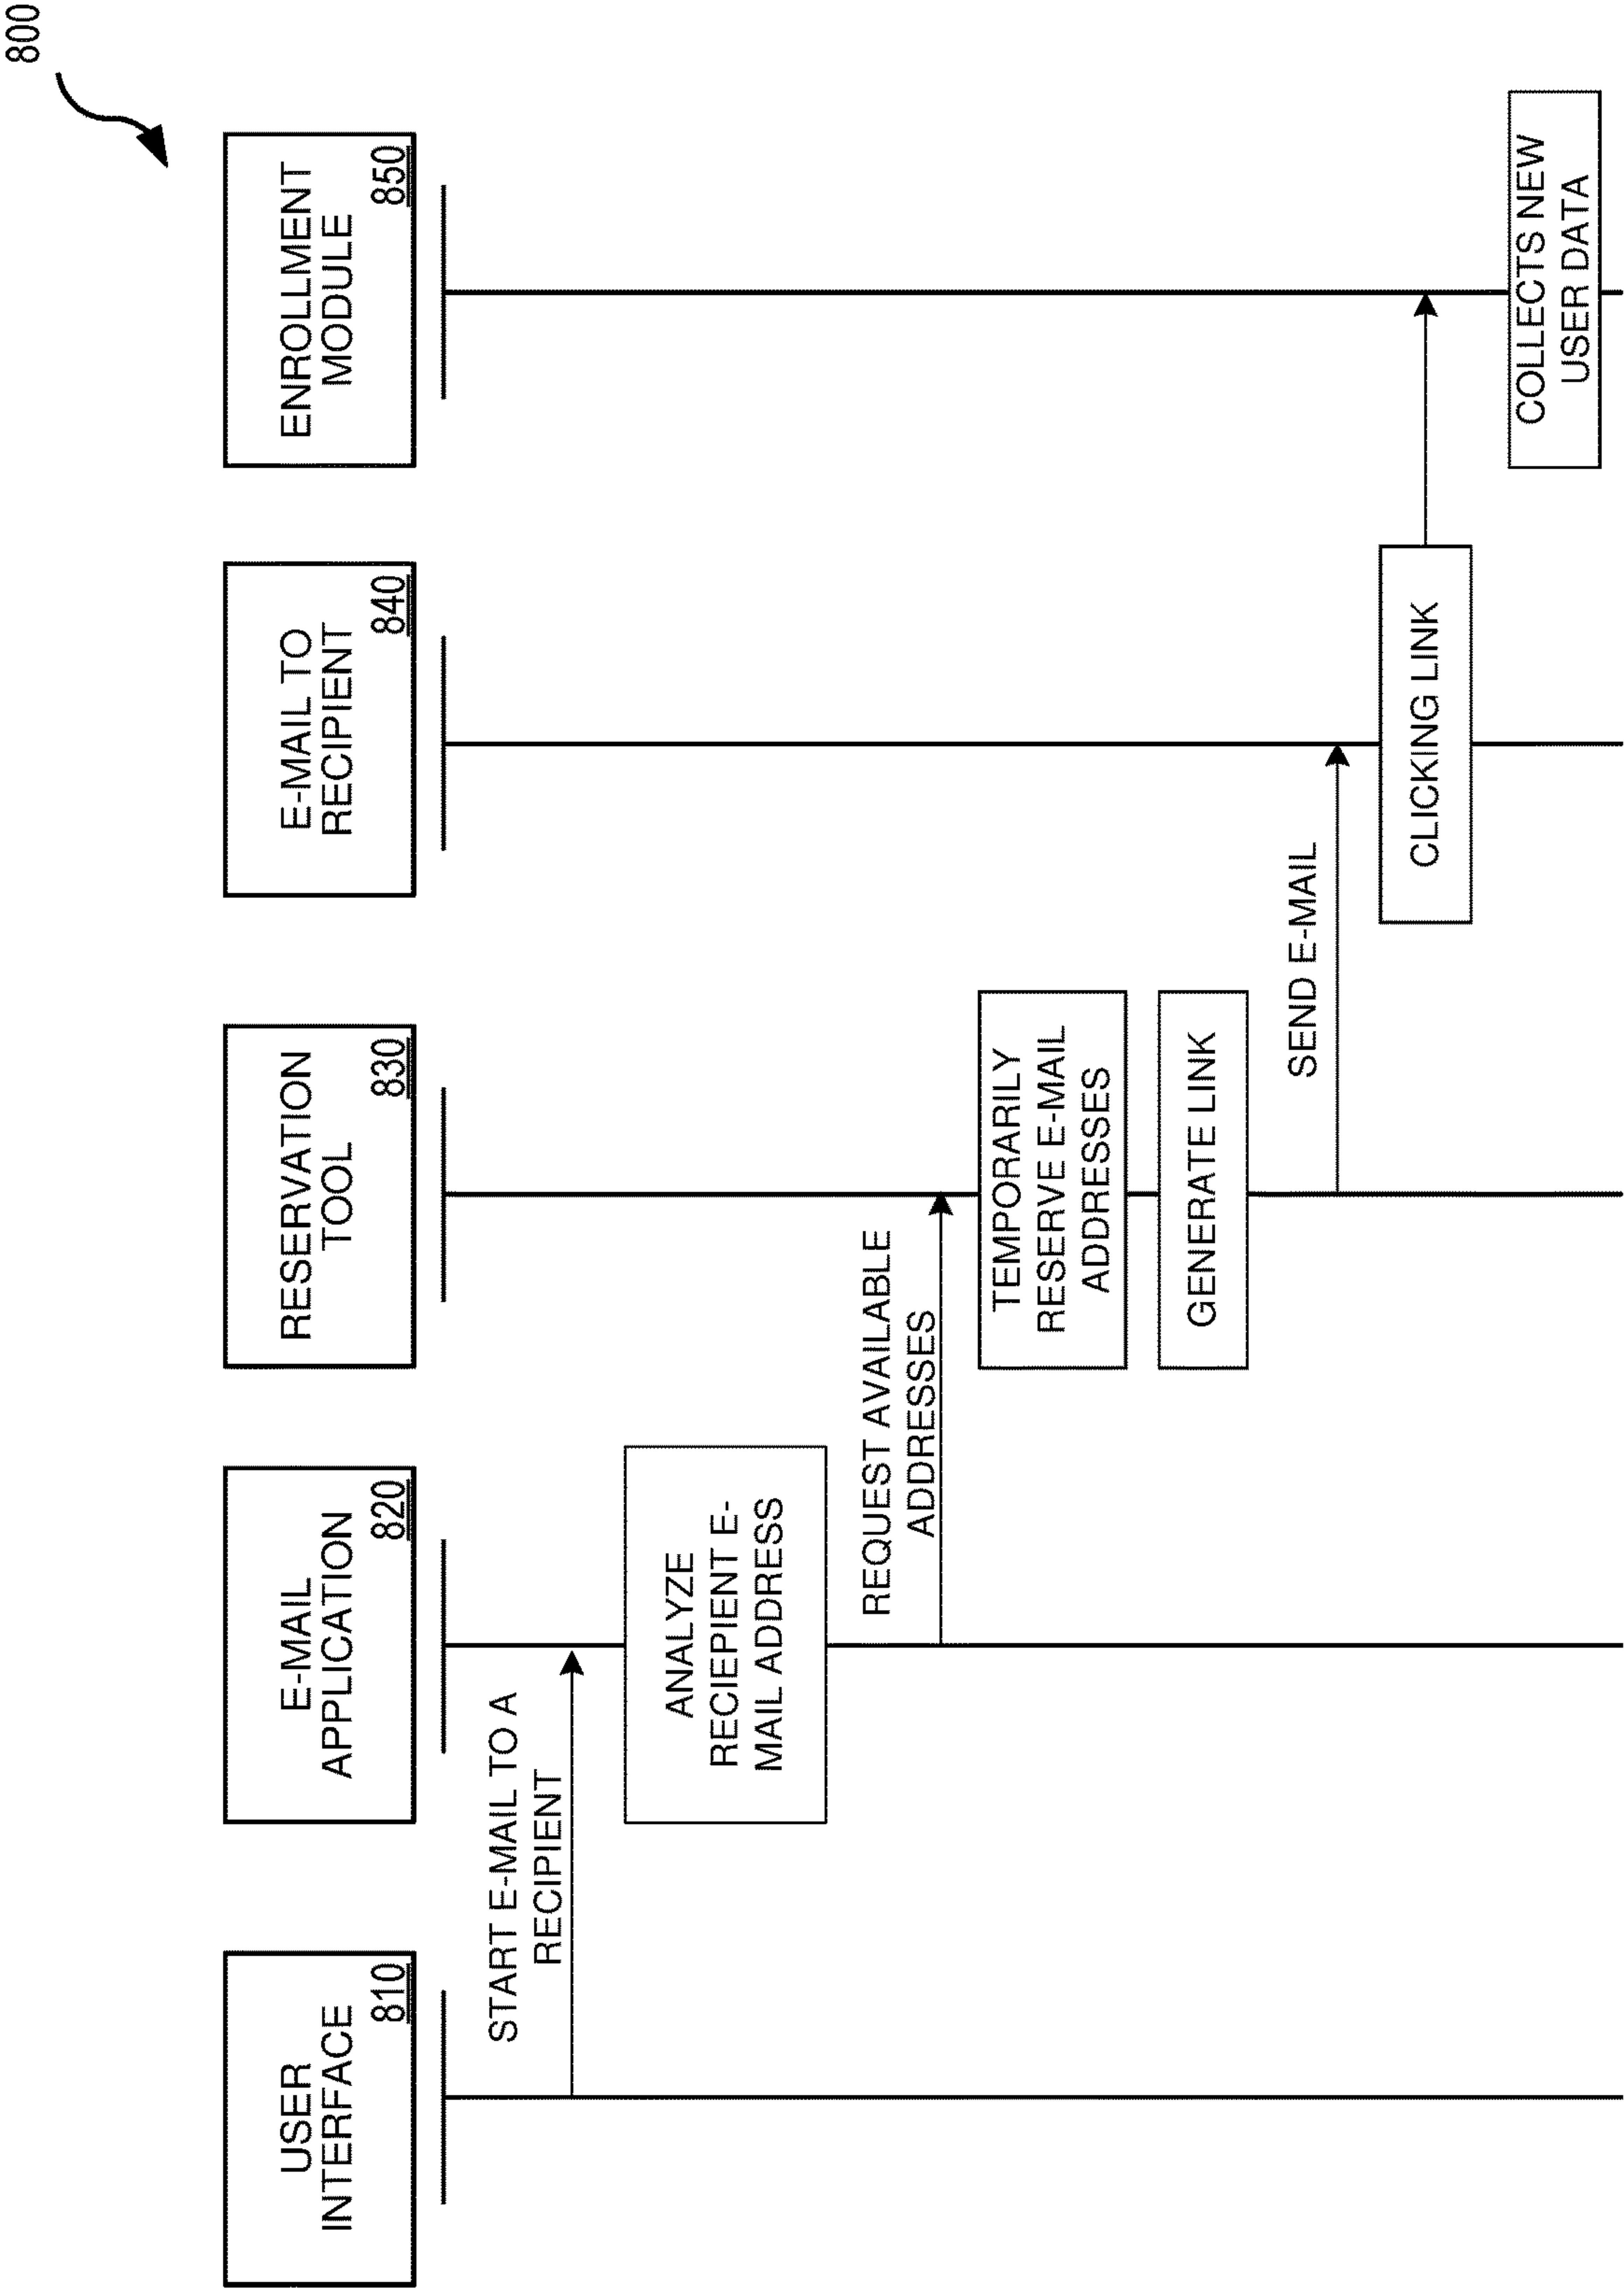 800
USER
INTERFACE
810
E-MAIL
APPLICATION
820
RESERVATION
TOOL
830
E-MAIL TO
RECIPIENT
840
ENROLLMENT
MODULE
850
START E-MAIL TO A
RECIPIENT
ANALYZE
RECIEPIENT E-
MAIL ADDRESS
REQUEST AVAILABLE
ADDRESSES
TEMPORARILY
RESERVE E-MAIL
ADDRESSES
GENERATE LINK
SEND E-MAIL
CLICKING LINK
COLLECTS NEW
USER DATA